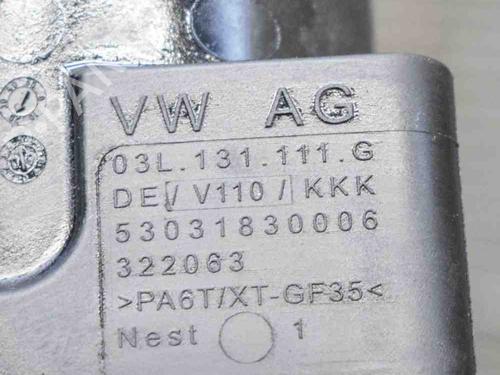 VW AG
03L.131.111.G
DE/ V110 / KKK
53031830006
322063
>PA6T/XT-GF35<
Nest 1